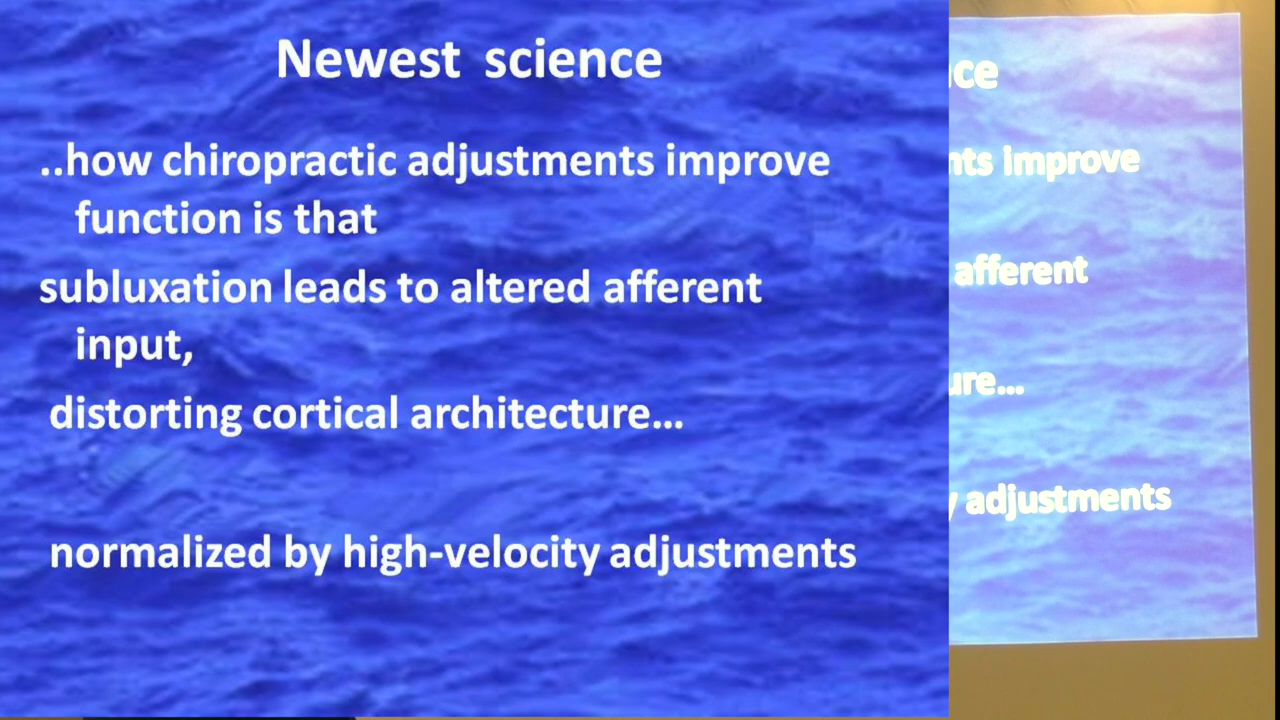 Newest science
..how chiropractic adjustments improve
function is that
subluxation leads to altered afferent
input,
distorting cortical architecture...
normalized by high-velocity adjustments
ce
nts improve
afferent
ure...
y adjustments